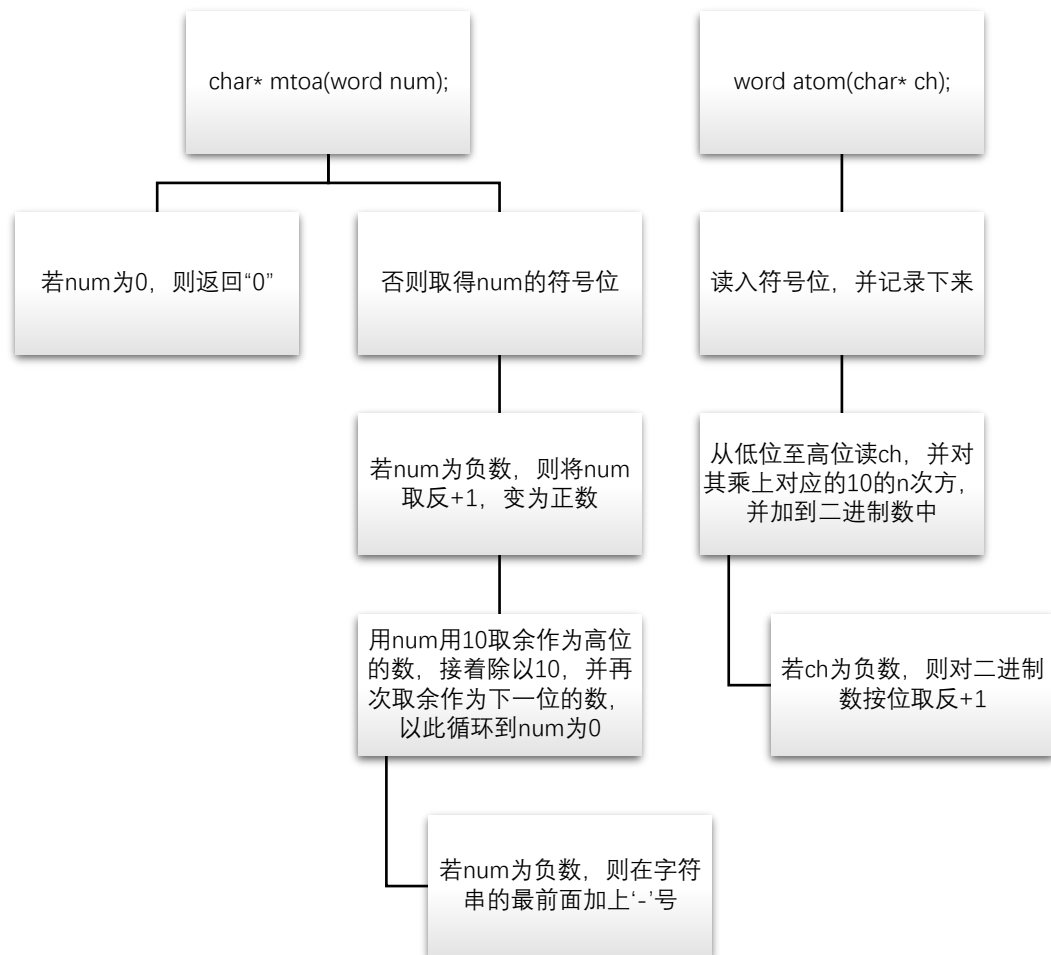 char* mtoa(word num);
word atom(char* ch);
若num为0，则返回“0”
否则取得num的符号位
读入符号位，并记录下来
若num为负数，则将num
取反+1，变为正数
从低位至高位读ch，并对
其乘上对应的10的n次方，
并加到二进制数中
用num用10取余作为高位
的数，接着除以10，并再
次取余作为下一位的数，
以此循环到num为0
若ch为负数，则对二进制
数按位取反+1
若num为负数，则在字符
串的最前面加上‘-’号